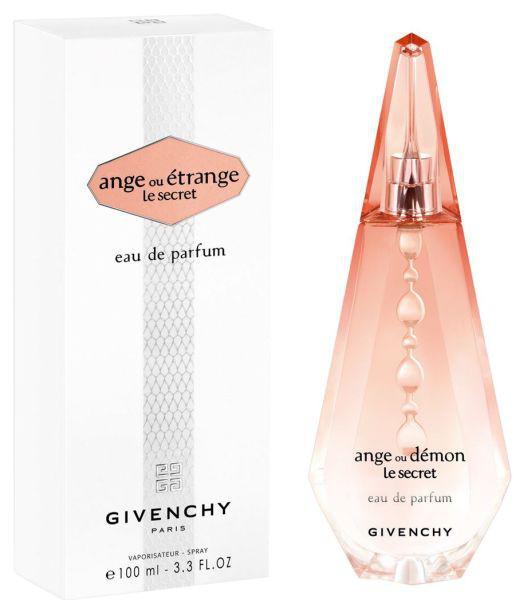 ange ou étrange
le secret
eau de parfum
GIVENCHY
PARIS
VAPORISATEUR - SPRAY
℮ 100 ml - 3.3 FL.OZ
ange ou démon
le secret
eau de parfum
GIVENCHY